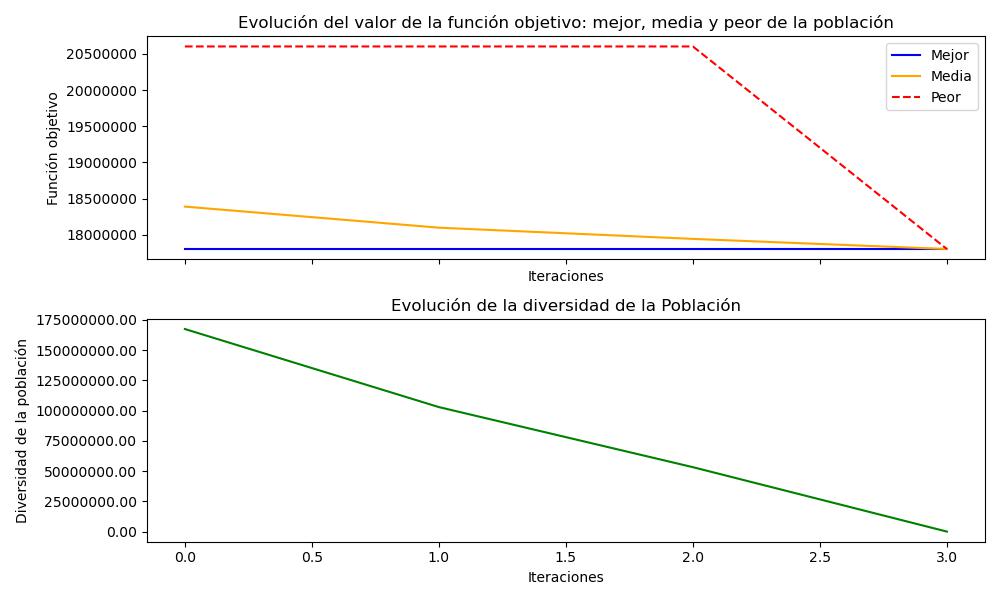 Evolución del valor de la función objetivo: mejor, media y peor de la población
20500000
20000000
19500000
19000000
18500000
18000000
Función objetivo
Mejor
Media
Peor
Iteraciones
Evolución de la diversidad de la Población
175000000.00
150000000.00
125000000.00
100000000.00
75000000.00
50000000.00
25000000.00
0.00
Diversidad de la población
0.0 0.5 1.0 1.5 2.0 2.5 3.0
Iteraciones